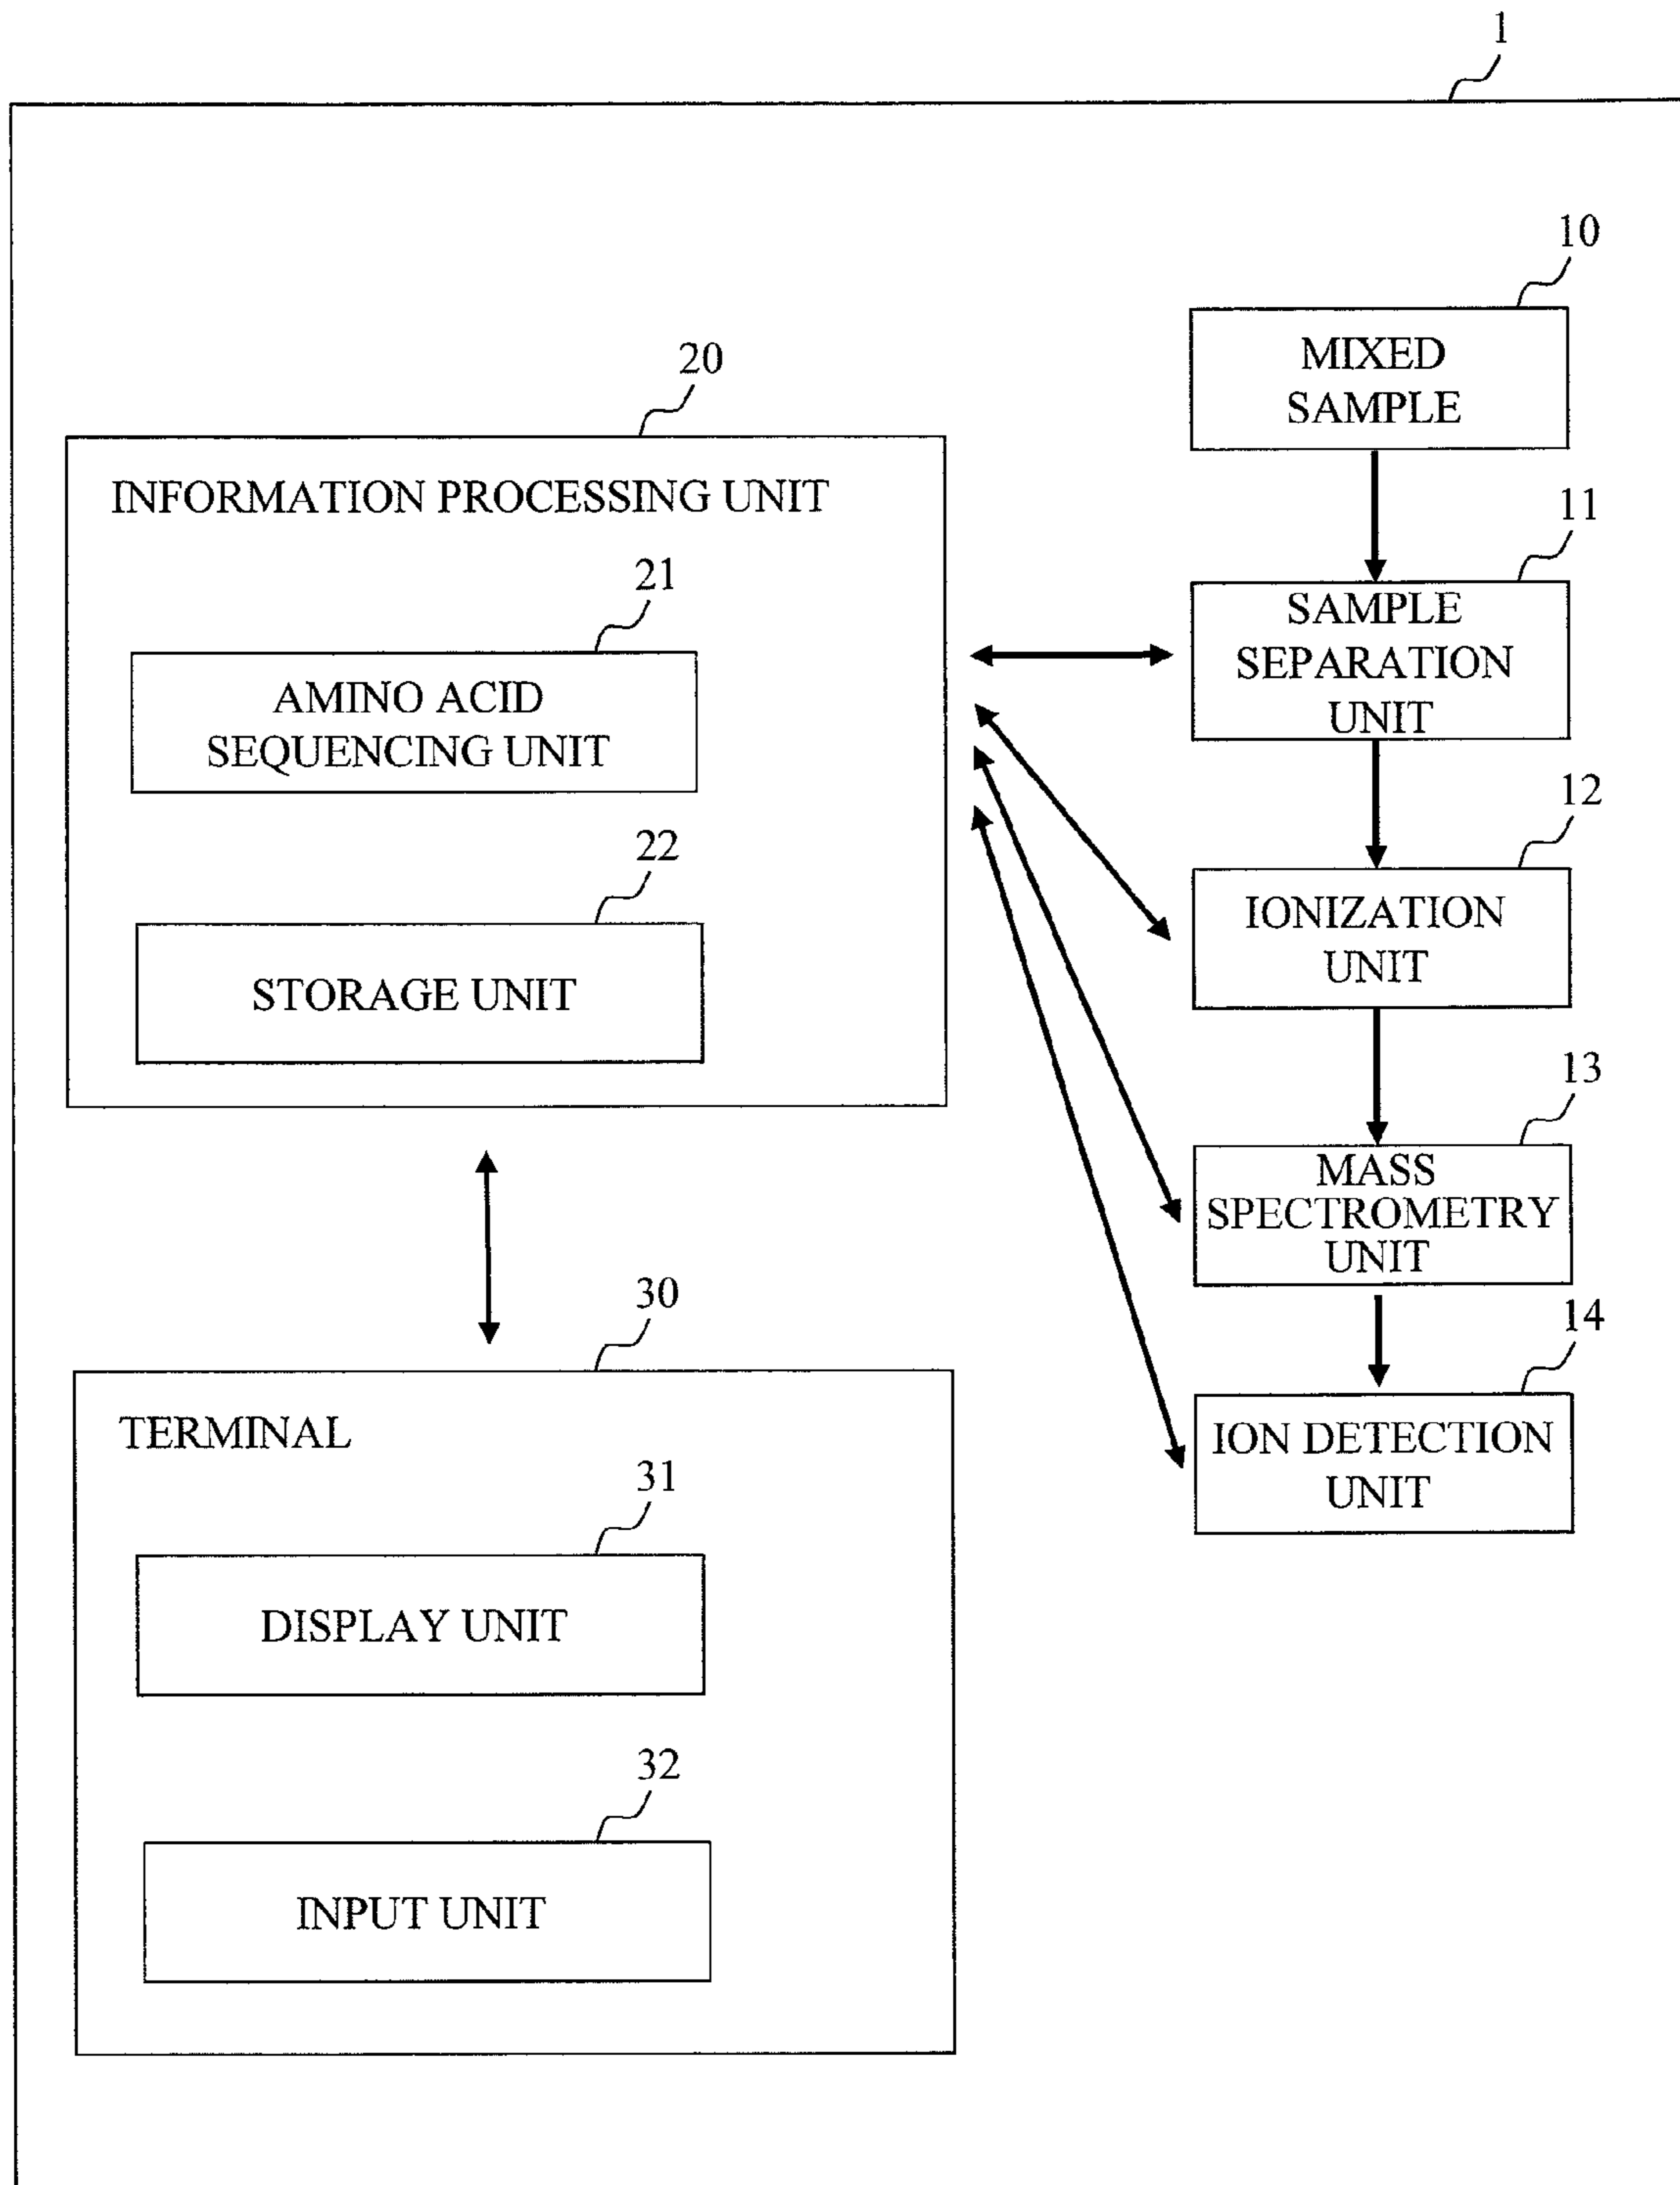 1
10
MIXED
SAMPLE
20
INFORMATION PROCESSING UNIT
11
SAMPLE
SEPARATION
UNIT
21
AMINO ACID
SEQUENCING UNIT
12
IONIZATION
UNIT
22
STORAGE UNIT
13
MASS
SPECTROMETRY
UNIT
30
TERMINAL
14
ION DETECTION
UNIT
31
DISPLAY UNIT
32
INPUT UNIT